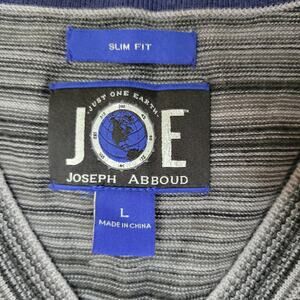 SLIM FIT
JUST ONE EARTH
JOE
JOSEPH ABBOUD
L
MADE IN CHINA